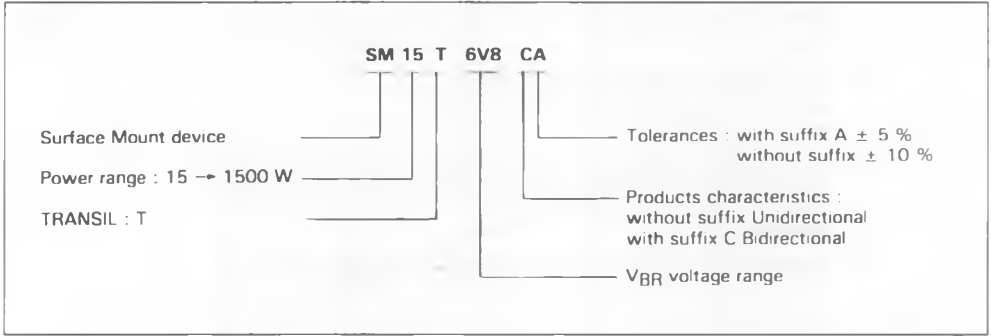 SM 15 T 6V8 CA
Surface Mount device
Power range : 15 → 1500 W
TRANSIL : T
Tolerances : with suffix A ± 5 %
without suffix ± 10 %
Products characteristics :
without suffix Unidirectional
with suffix C Bidirectional
VBR voltage range